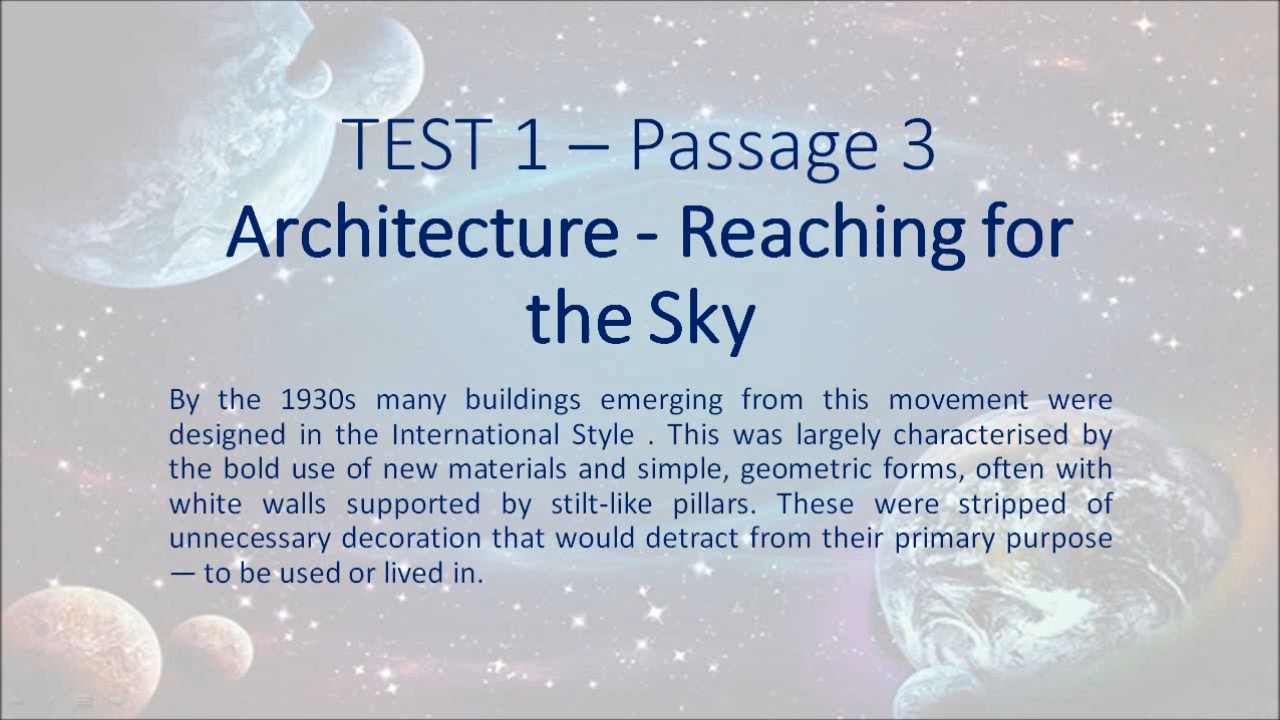 TEST 1 – Passage 3
Architecture - Reaching for
the Sky
By the 1930s many buildings emerging from this movement were
designed in the International Style . This was largely characterised by
the bold use of new materials and simple, geometric forms, often with
white walls supported by stilt-like pillars. These were stripped of
unnecessary decoration that would detract from their primary purpose
— to be used or lived in.